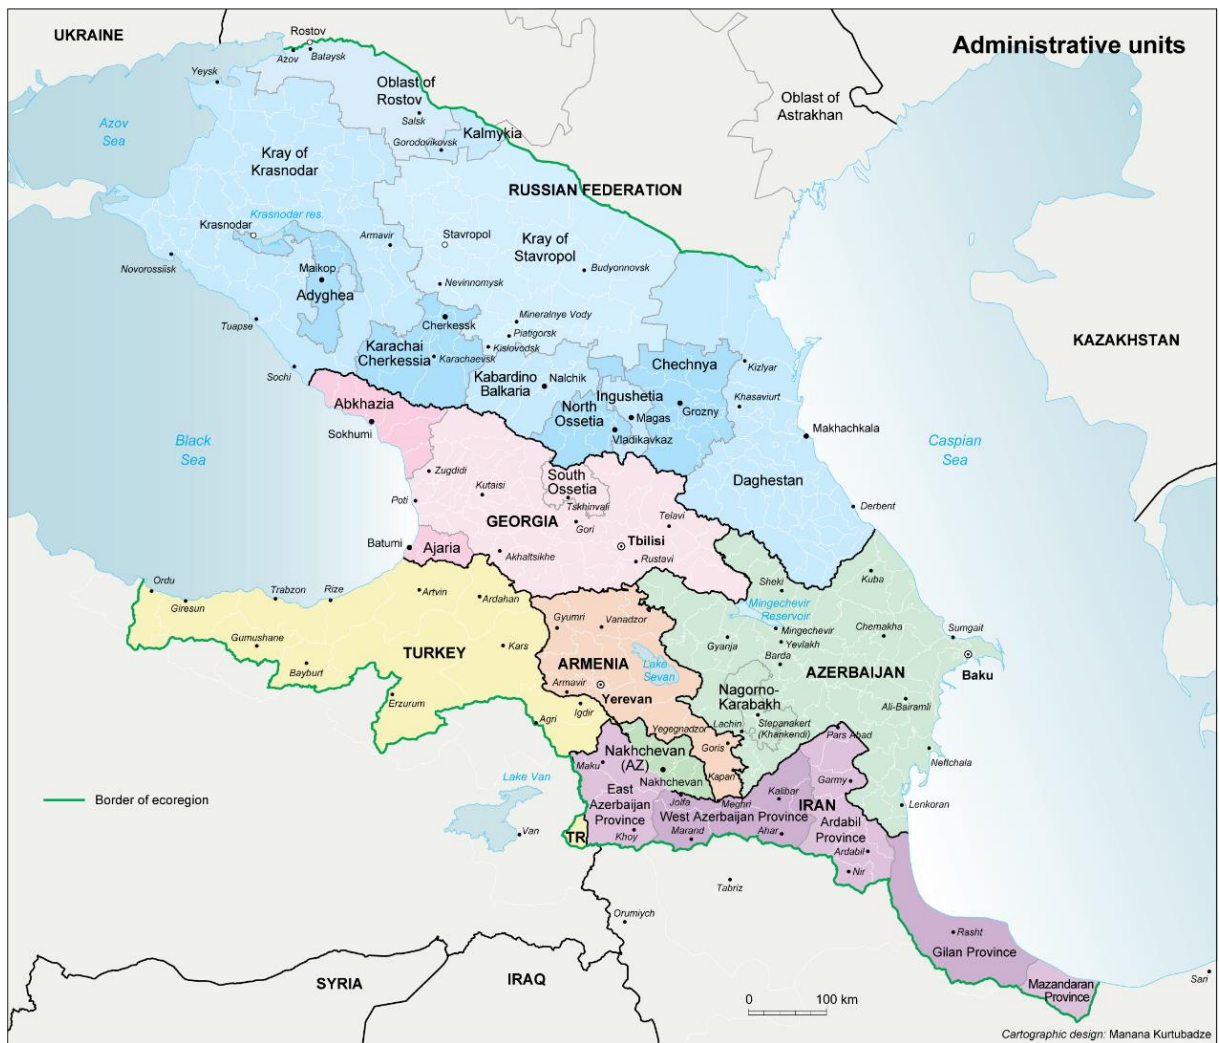 Administrative units
UKRAINE
Rostov
Azov
Bataysk
Yeysk
Oblast of
Rostov
Salsk
Gorodovikovsk
Kalmykia
Oblast of
Astrakhan
Azov
Sea
Kray of
Krasnodar
RUSSIAN FEDERATION
Krasnodar res.
Krasnodar
Armavir
Stavropol
Kray of
Stavropol
Budyonnovsk
Novorossiisk
Maikop
Adyghea
Nevinnomysk
Tuapse
Cherkessk
Mineralnye Vody
Piatigorsk
Kislovodsk
Karachai
Cherkessia
Karachaevsk
KAZAKHSTAN
Sochi
Kabardino
Balkaria
Nalchik
Chechnya
Kizlyar
Ingushetia
Grozny
Khasaviurt
North
Ossetia
Magas
Vladikavkaz
Makhachkala
Abkhazia
Sokhumi
Black
Sea
Caspian
Sea
Zugdidi
Kutaisi
South
Ossetia
Tskhinvali
Daghestan
Poti
GEORGIA
Gori
Telavi
Derbent
Batumi
Ajaria
Akhaltsikhe
Tbilisi
Rustavi
Ordu
Giresun
Trabzon
Rize
Artvin
Ardahan
Sheki
Kuba
Mingechevir
Reservoir
Gumushane
Bayburt
TURKEY
Kars
Gyumri
Vanadzor
Gyanja
Mingechevir
Yevlakh
Barda
Chemakha
Sumgait
ARMENIA
Lake
Sevan
AZERBAIJAN
Baku
Armavir
Yerevan
Nagorno-
Karabakh
Erzurum
Igdir
Agri
Yegegnadzor
Lachin
Stepanakert
(Khankendi)
Ali-Bairamli
Pars Abad
Goris
Nakhchevan
(AZ)
Maku
Nakhchevan
Kapan
Neftchala
Lake Van
Garmy
East
Azerbaijan
Province
Jolfa
Meghri
Kalibar
IRAN
Lenkoran
West Azerbaijan Province
Ardabil
Province
Border of ecoregion
Van
TR
Khoy
Marand
Ahar
Ardabil
Nir
Tabriz
Orumiych
Rasht
Gilan Province
SYRIA
IRAQ
Mazandaran
Province
Sari
0 100 km
Cartographic design: Manana Kurtubadze